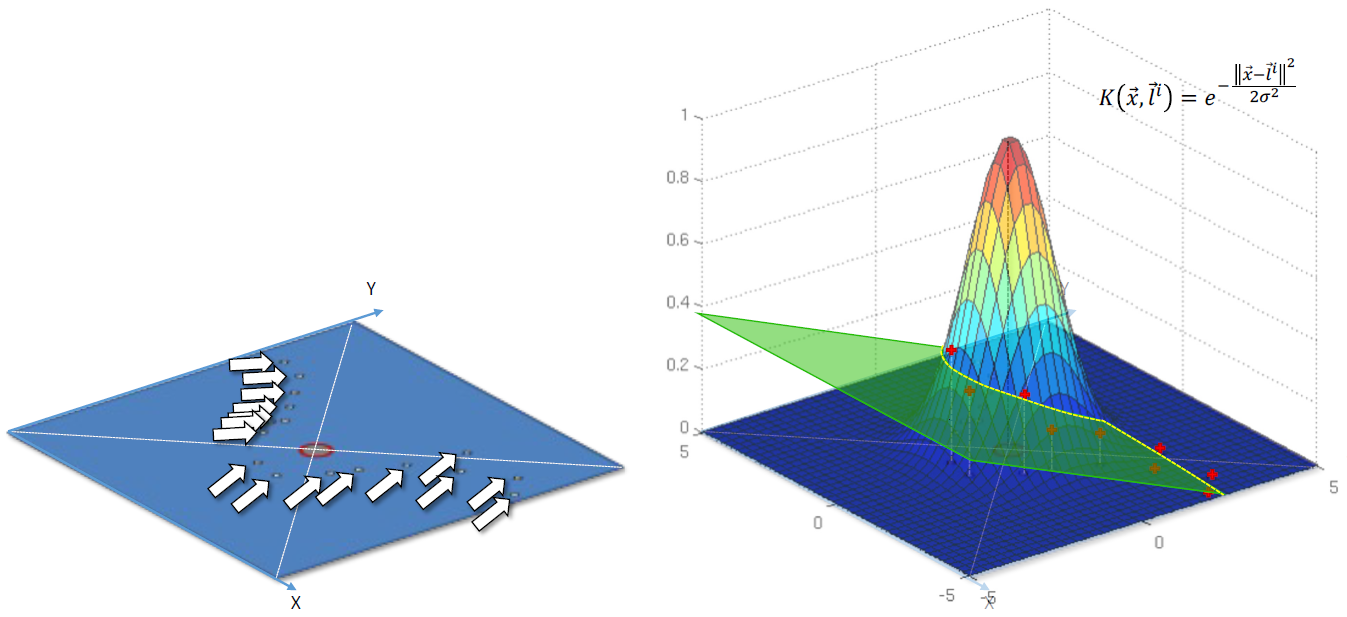 K(x⃗, l⃗ⁱ) = e^{-‖x⃗-l⃗ⁱ‖²/2σ²}
1
0.8
0.6
0.4
0.2
0
5
0
-5
-5
0
5
Y
X
Y
X